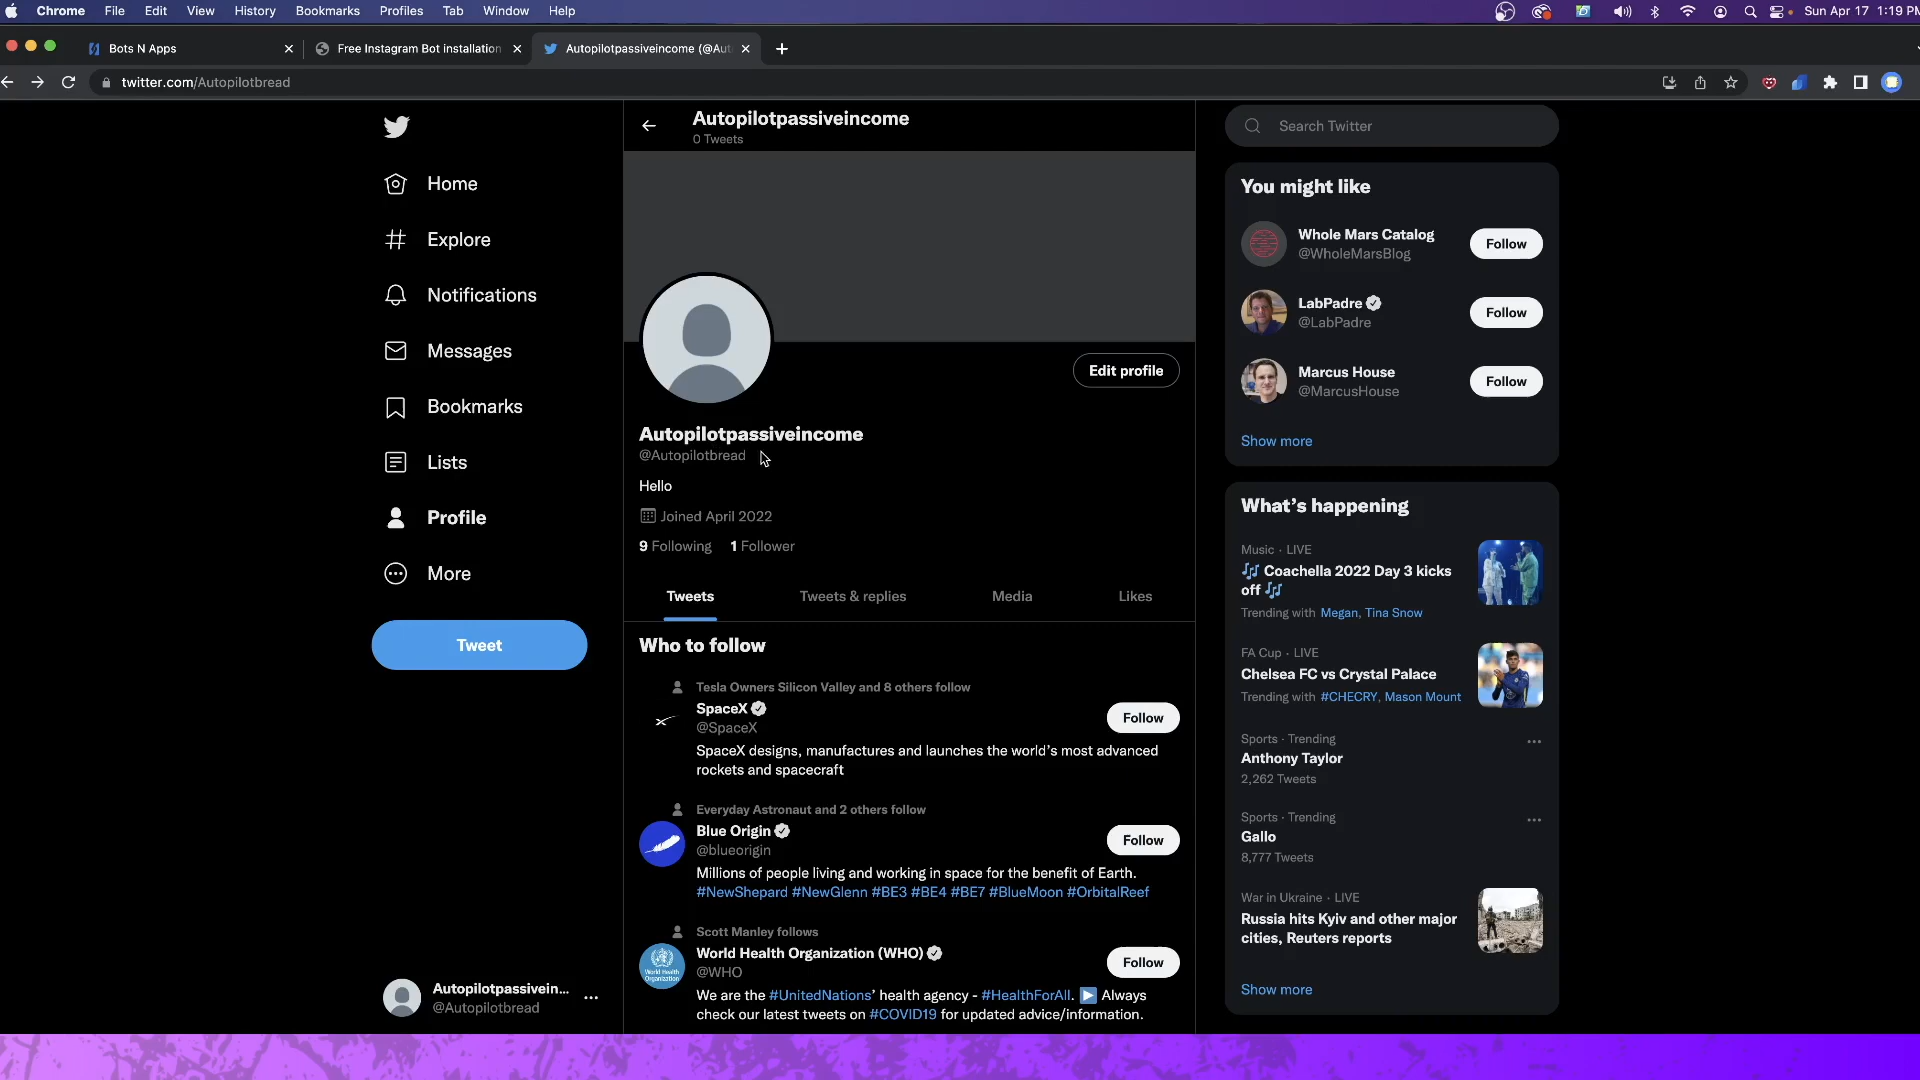 Chrome File Edit View History Bookmarks Profiles Tab Window Help
Sun Apr 17 1:19 PM
Bots N Apps
Free Instagram Bot installation
Autopilotpassiveincome (@Aut
twitter.com/Autopilotbread
Home
Explore
Notifications
Messages
Bookmarks
Lists
Profile
More
Tweet
Autopilotpassivein...
@Autopilotbread
Autopilotpassiveincome
0 Tweets
Edit profile
Autopilotpassiveincome
@Autopilotbread
Hello
Joined April 2022
9 Following 1 Follower
Tweets Tweets & replies Media Likes
Who to follow
Tesla Owners Silicon Valley and 8 others follow
SpaceX
@SpaceX
Follow
SpaceX designs, manufactures and launches the world's most advanced
rockets and spacecraft
Everyday Astronaut and 2 others follow
Blue Origin
@blueorigin
Follow
Millions of people living and working in space for the benefit of Earth.
#NewShepard #NewGlenn #BE3 #BE4 #BE7 #BlueMoon #OrbitalReef
Scott Manley follows
World Health Organization (WHO)
@WHO
Follow
We are the #UnitedNations' health agency - #HealthForAll. ▶️ Always
check our latest tweets on #COVID19 for updated advice/information.
Search Twitter
You might like
Whole Mars Catalog
@WholeMarsBlog
Follow
LabPadre
@LabPadre
Follow
Marcus House
@MarcusHouse
Follow
Show more
What's happening
Music · LIVE
🎶 Coachella 2022 Day 3 kicks
off 🎶
Trending with Megan, Tina Snow
FA Cup · LIVE
Chelsea FC vs Crystal Palace
Trending with #CHECRY, Mason Mount
Sports · Trending
Anthony Taylor
2,262 Tweets
Sports · Trending
Gallo
8,777 Tweets
War in Ukraine · LIVE
Russia hits Kyiv and other major
cities, Reuters reports
Show more